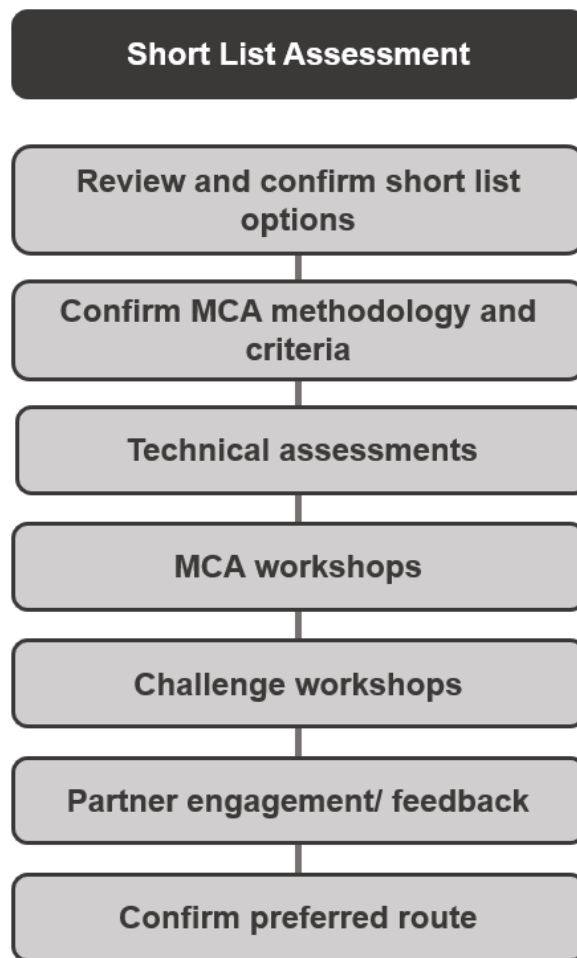 Short List Assessment
Review and confirm short list
options
Confirm MCA methodology and
criteria
Technical assessments
MCA workshops
Challenge workshops
Partner engagement/ feedback
Confirm preferred route